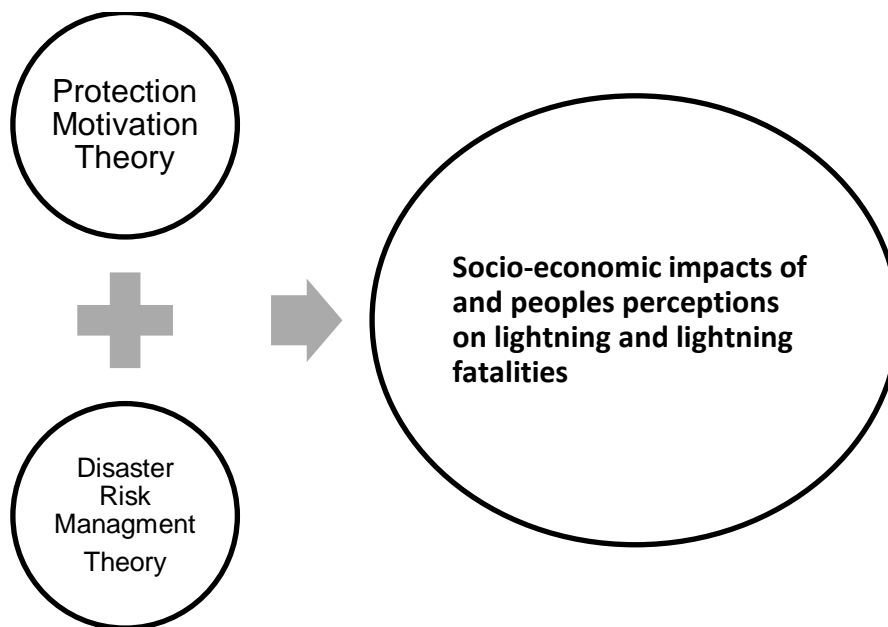 Protection
Motivation
Theory
Disaster
Risk
Managment
Theory
Socio-economic impacts of
and peoples perceptions
on lightning and lightning
fatalities